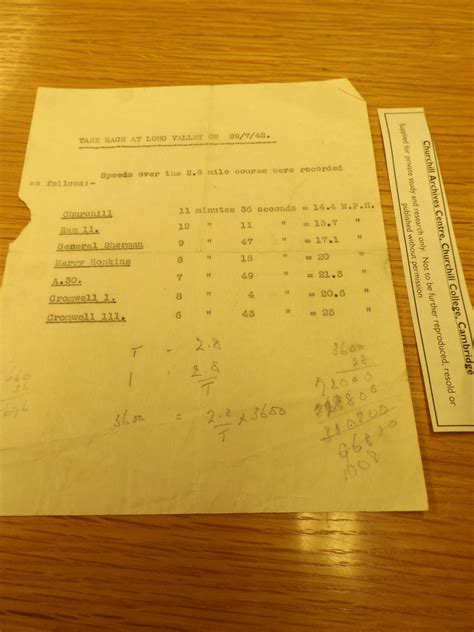 TANK RACE AT LONG VALLEY ON 29/7/42.
Speeds over the 2.8 mile course were recorded
as follows:-
Churchill 11 minutes 36 seconds = 14.4 M.P.H.
Ram 11. 12 " 11 " = 13.7 "
General Sherman 9 " 47 " = 17.1 "
Harry Hopkins 8 " 18 " = 20 "
A.30. 7 " 49 " = 21.3 "
Cromwell 1. 8 " 4 " = 20.6 "
Cromwell 111. 6 " 43 " = 25 "
T = 2.8
1 2.8
T
3600 = 2.8 x 3600
T
3600
28
72000
28800
100800
Churchill Archives Centre, Churchill College, Cambridge
Supplied for private study and research only. Not to be further reproduced, resold or
published without permission